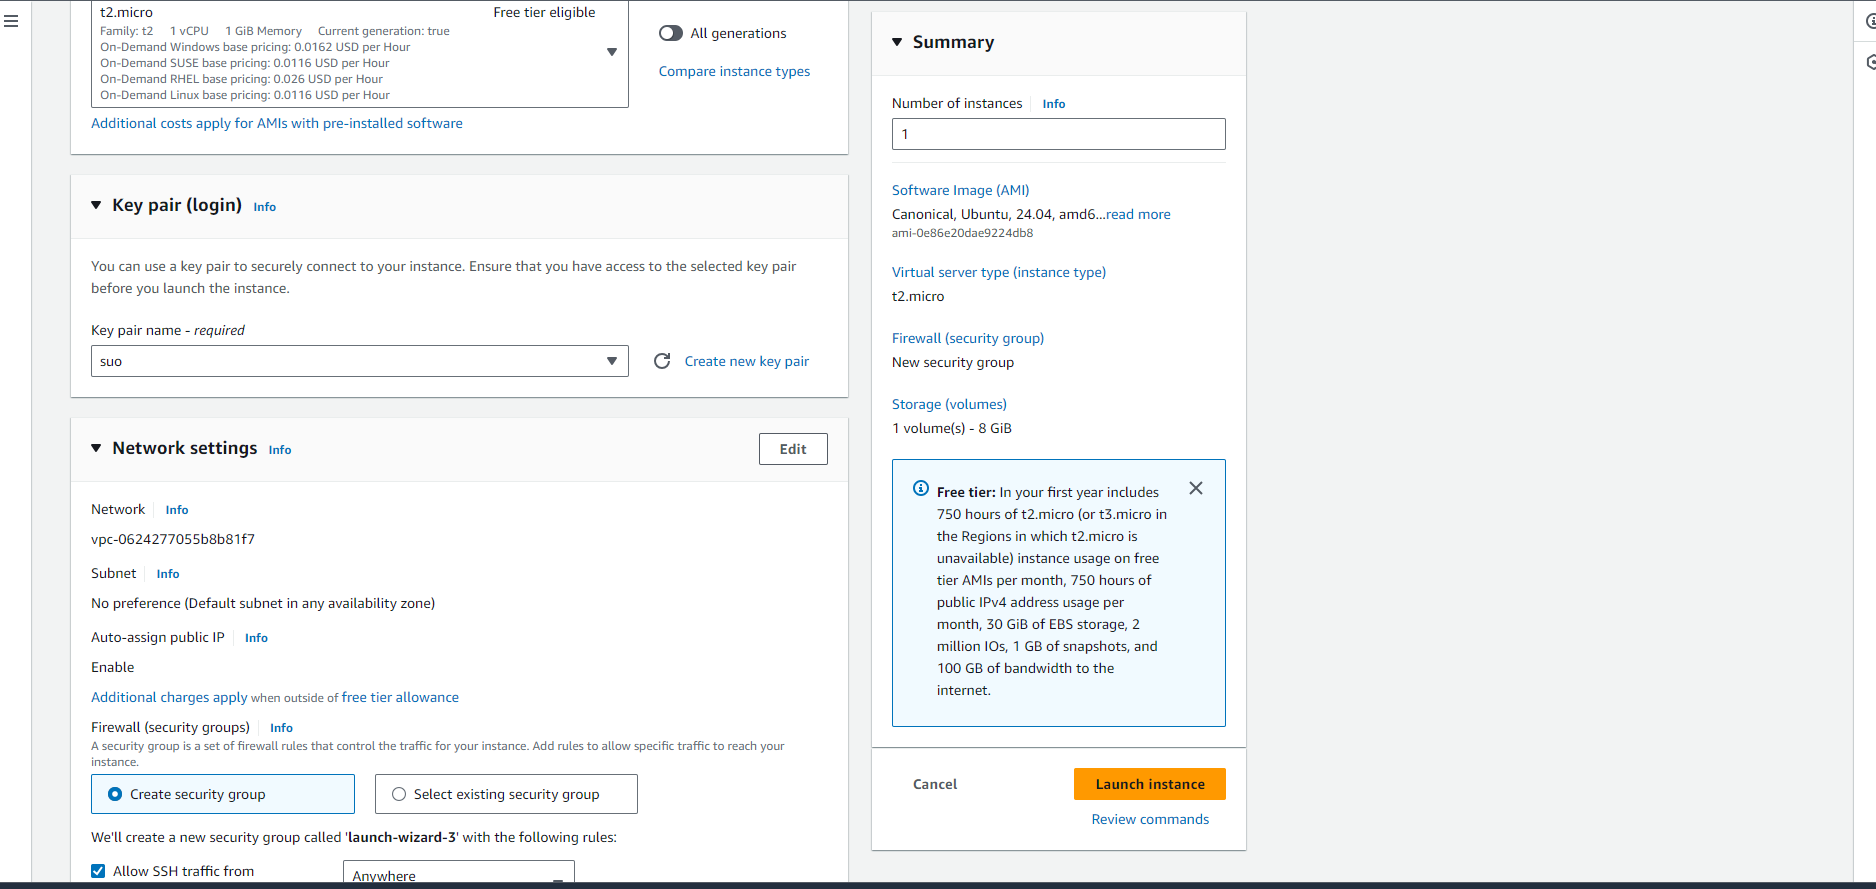 t2.micro
Free tier eligible
Family: t2 1 vCPU 1 GiB Memory Current generation: true
On-Demand Windows base pricing: 0.0162 USD per Hour
On-Demand SUSE base pricing: 0.0116 USD per Hour
On-Demand RHEL base pricing: 0.026 USD per Hour
On-Demand Linux base pricing: 0.0116 USD per Hour
All generations
Compare instance types
Additional costs apply for AMIs with pre-installed software
Key pair (login) Info
You can use a key pair to securely connect to your instance. Ensure that you have access to the selected key pair
before you launch the instance.
Key pair name - required
suo
Create new key pair
Network settings Info
Edit
Network Info
vpc-0624277055b8b81f7
Subnet Info
No preference (Default subnet in any availability zone)
Auto-assign public IP Info
Enable
Additional charges apply when outside of free tier allowance
Firewall (security groups) Info
A security group is a set of firewall rules that control the traffic for your instance. Add rules to allow specific traffic to reach your
instance.
Create security group
Select existing security group
We'll create a new security group called 'launch-wizard-3' with the following rules:
Allow SSH traffic from
Anywhere
Summary
Number of instances Info
1
Software Image (AMI)
Canonical, Ubuntu, 24.04, amd6...read more
ami-0e86e20dae9224db8
Virtual server type (instance type)
t2.micro
Firewall (security group)
New security group
Storage (volumes)
1 volume(s) - 8 GiB
Free tier: In your first year includes
750 hours of t2.micro (or t3.micro in
the Regions in which t2.micro is
unavailable) instance usage on free
tier AMIs per month, 750 hours of
public IPv4 address usage per
month, 30 GiB of EBS storage, 2
million IOs, 1 GB of snapshots, and
100 GB of bandwidth to the
internet.
Cancel
Launch instance
Review commands